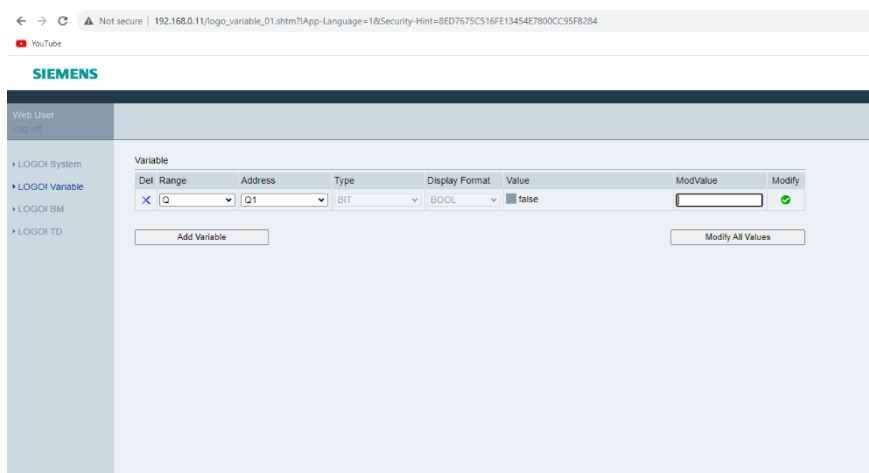 Not secure | 192.168.0.11/logo_variable_01.shtm?!App-Language=1&Security-Hint=8ED7675C516FE13454E7800CC95FB284
YouTube
SIEMENS
Web User
Log off
LOGO! System
LOGO! Variable
LOGO! BM
LOGO! TD
Variable
Del Range Address Type Display Format Value ModValue Modify
Q Q1 BIT BOOL false
Add Variable Modify All Values